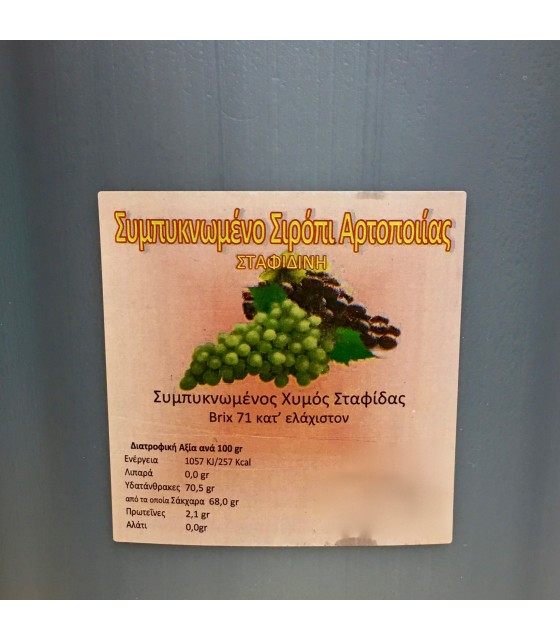 Συμπυκνωμένο Σιρόπι Αρτοποιίας
ΣΤΑΦΙΔΙΝΗ
Συμπυκνωμένος Χυμός Σταφίδας
Brix 71 κατ' ελάχιστον
Διατροφική Αξία ανά 100 gr
Ενέργεια 1057 KJ/257 Kcal
Λιπαρά 0,0 gr
Υδατάνθρακες 70,5 gr
από τα οποία Σάκχαρα 68,0 gr
Πρωτεΐνες 2,1 gr
Αλάτι 0,0gr